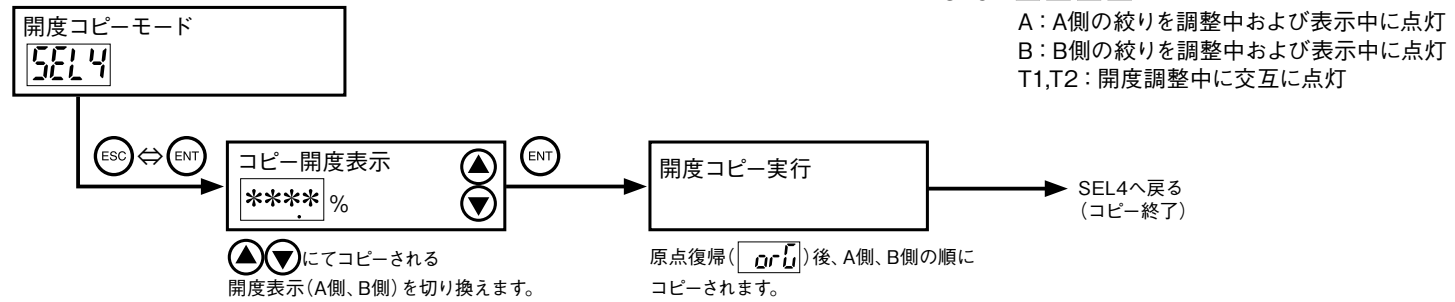 A：A側の絞りを調整中および表示中に点灯
B：B側の絞りを調整中および表示中に点灯
T1,T2：開度調整中に交互に点灯
開度コピーモード
SEL4
ESC ⇔ ENT
コピー開度表示
****. %
▲
▼
ENT
開度コピー実行
SEL4へ戻る
（コピー終了）
▲▼にてコピーされる
開度表示（A側、B側）を切り換えます。
原点復帰（ orG ）後、A側、B側の順に
コピーされます。